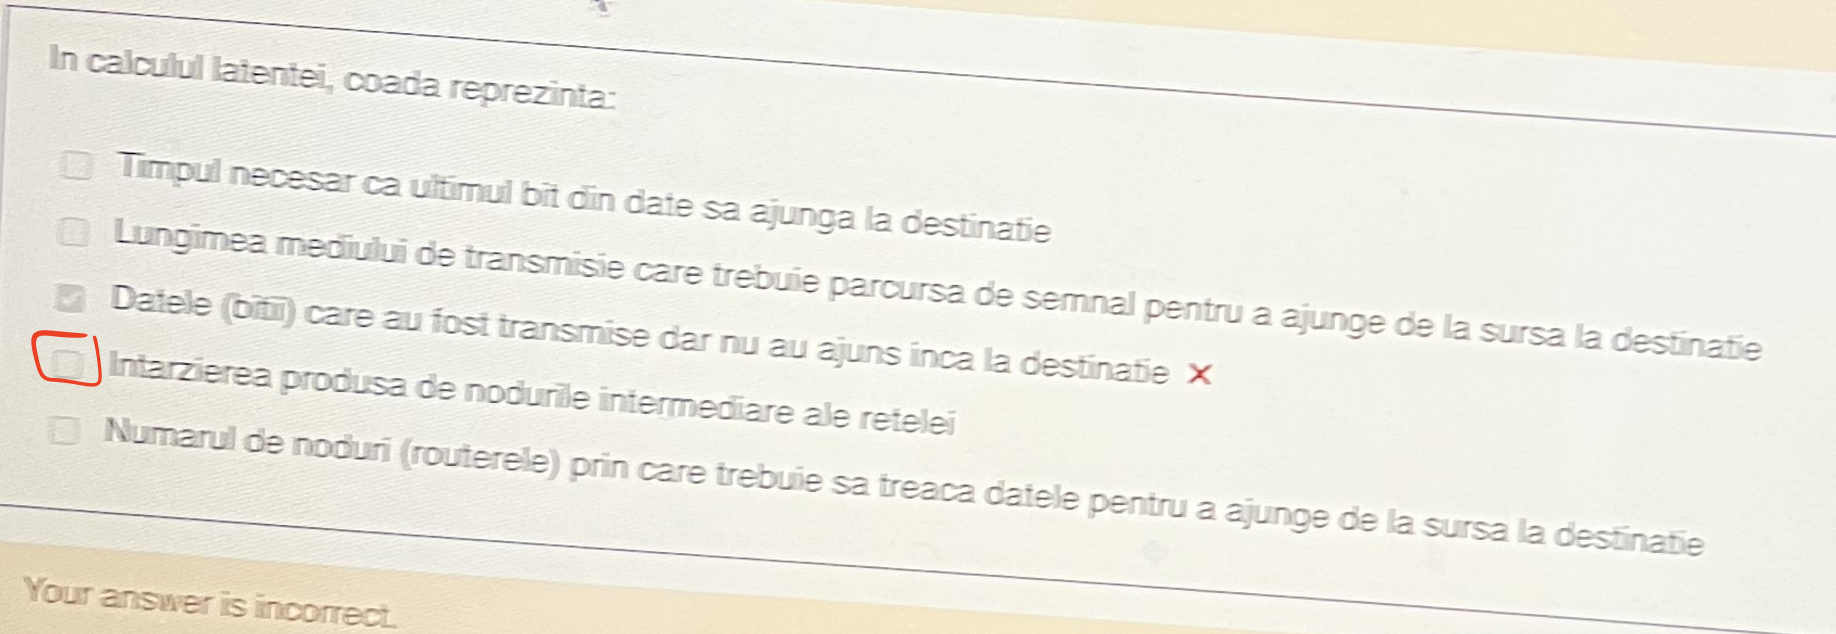 In calculul latentei, coada reprezinta:
Timpul necesar ca ultimul bit din date sa ajunga la destinatie
Lungimea mediului de transmisie care trebuie parcursa de semnal pentru a ajunge de la sursa la destinatie
Datele (bitii) care au fost transmise dar nu au ajuns inca la destinatie
Intarzierea produsa de nodurile intermediare ale retelei
Numarul de noduri (routerele) prin care trebuie sa treaca datele pentru a ajunge de la sursa la destinatie
Your answer is incorrect.